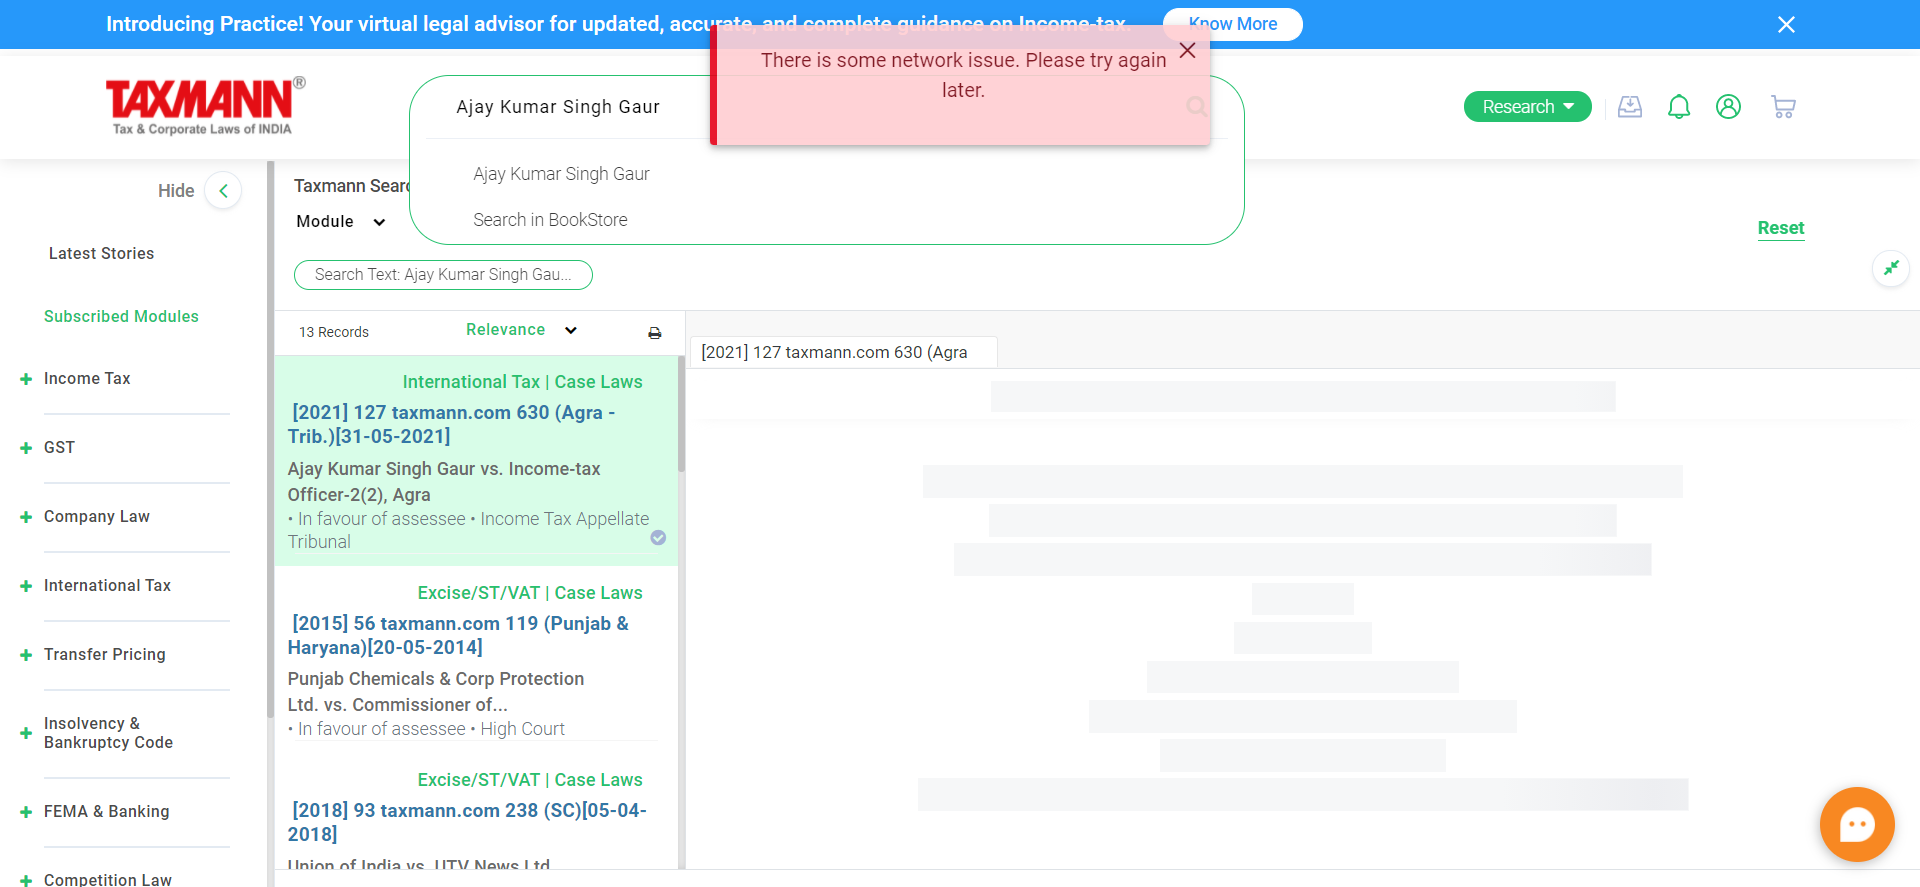 Introducing Practice! Your virtual legal advisor for updated, accurate, and complete guidance on Income-tax.
Know More
There is some network issue. Please try again
later.
TAXMANN®
Tax & Corporate Laws of INDIA
Ajay Kumar Singh Gaur
Ajay Kumar Singh Gaur
Search in BookStore
Research
Hide
Latest Stories
Subscribed Modules
Income Tax
GST
Company Law
International Tax
Transfer Pricing
Insolvency &
Bankruptcy Code
FEMA & Banking
Competition Law
Taxmann Searc
Module
Reset
Search Text: Ajay Kumar Singh Gau...
13 Records
Relevance
International Tax | Case Laws
[2021] 127 taxmann.com 630 (Agra -
Trib.)[31-05-2021]
Ajay Kumar Singh Gaur vs. Income-tax
Officer-2(2), Agra
• In favour of assessee • Income Tax Appellate
Tribunal
Excise/ST/VAT | Case Laws
[2015] 56 taxmann.com 119 (Punjab &
Haryana)[20-05-2014]
Punjab Chemicals & Corp Protection
Ltd. vs. Commissioner of...
• In favour of assessee • High Court
Excise/ST/VAT | Case Laws
[2018] 93 taxmann.com 238 (SC)[05-04-
2018]
Union of India vs. UTV News Ltd
[2021] 127 taxmann.com 630 (Agra